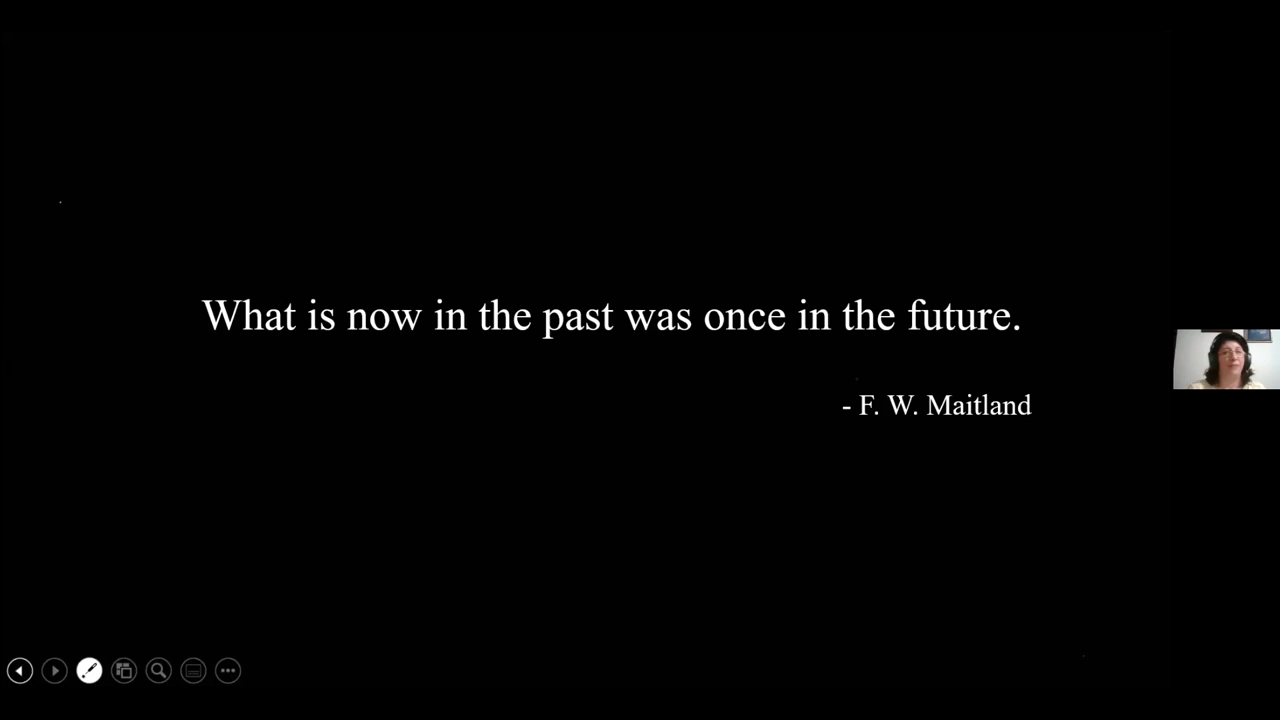 What is now in the past was once in the future.
- F. W. Maitland